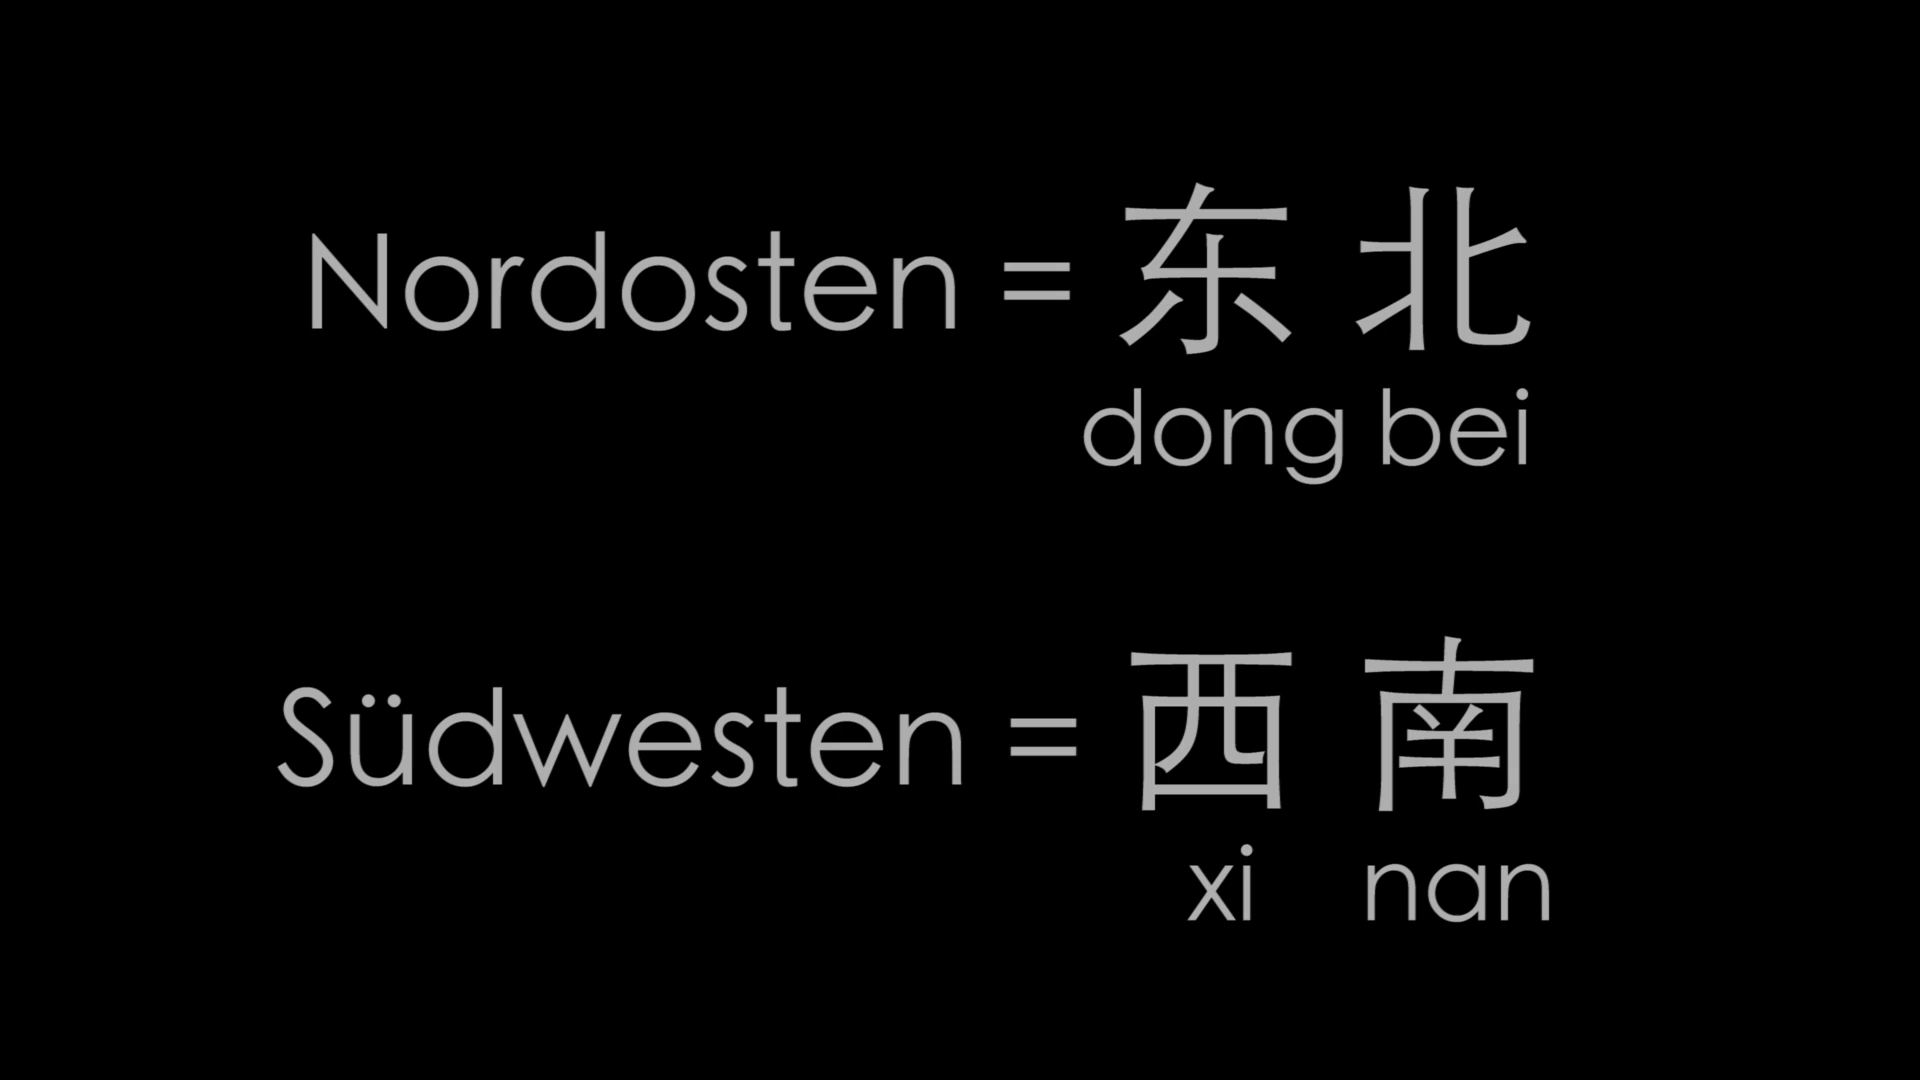 Nordosten = 东 北
dong bei
Südwesten = 西 南
xi nan